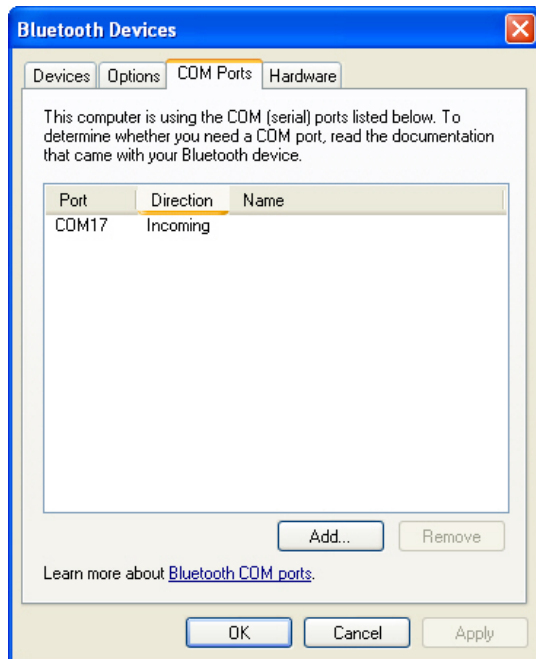 Bluetooth Devices
Devices Options COM Ports Hardware
This computer is using the COM (serial) ports listed below. To
determine whether you need a COM port, read the documentation
that came with your Bluetooth device.
Port Direction Name
COM17 Incoming
Add... Remove
Learn more about Bluetooth COM ports.
OK Cancel Apply